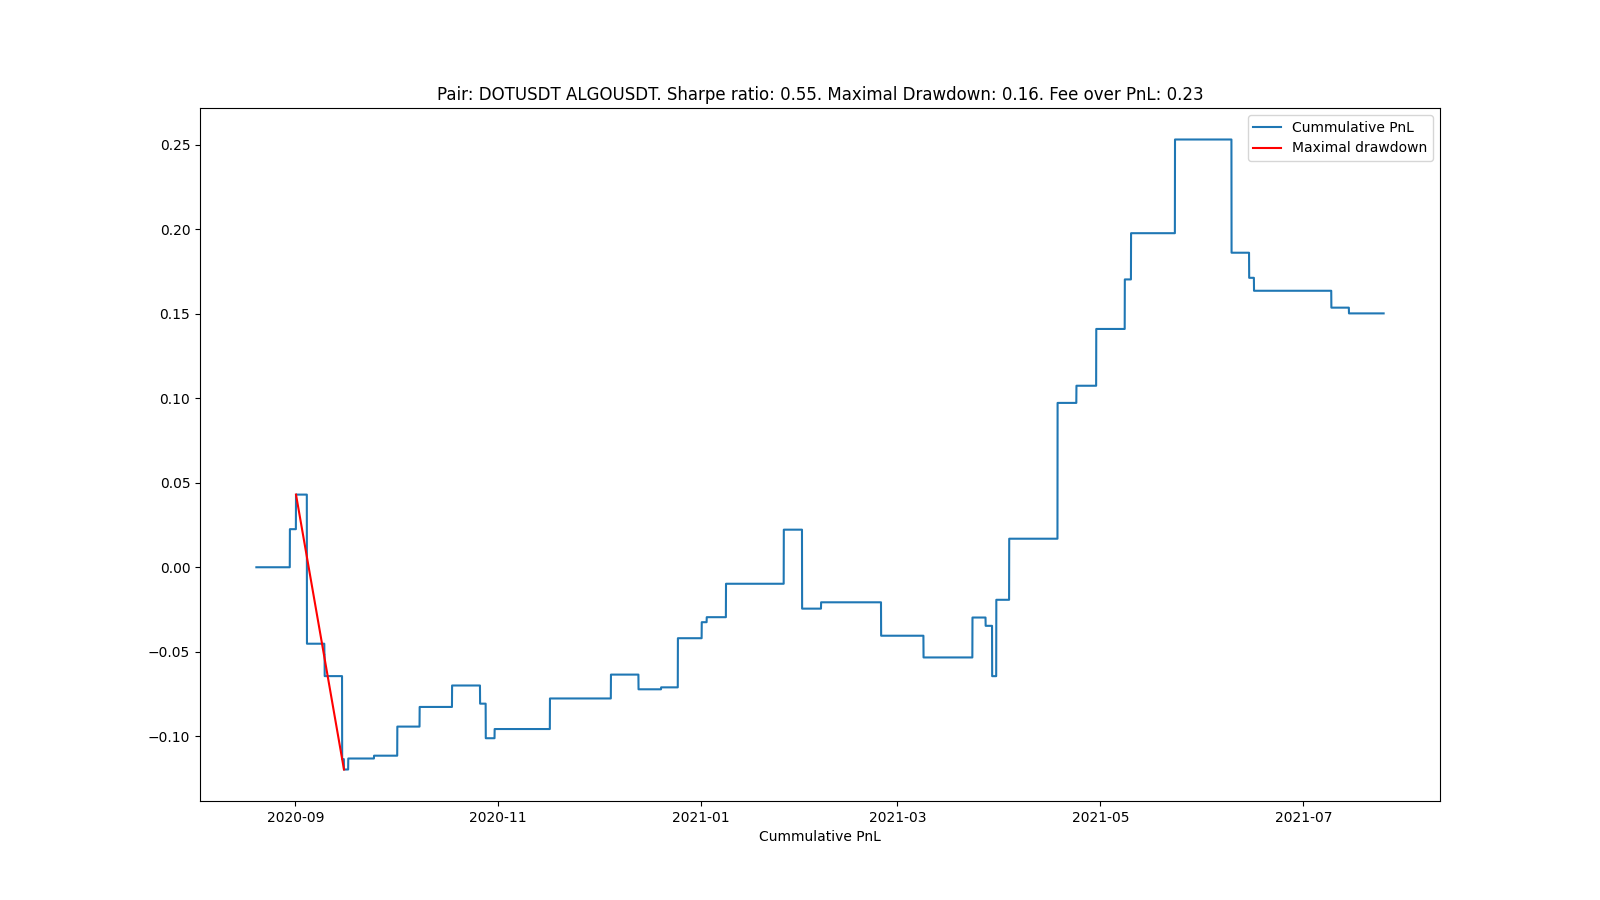 Pair: DOTUSDT ALGOUSDT. Sharpe ratio: 0.55. Maximal Drawdown: 0.16. Fee over PnL: 0.23
Cummulative PnL
Maximal drawdown
0.25
0.20
0.15
0.10
0.05
0.00
−0.05
−0.10
2020-09 2020-11 2021-01 2021-03 2021-05 2021-07
Cummulative PnL